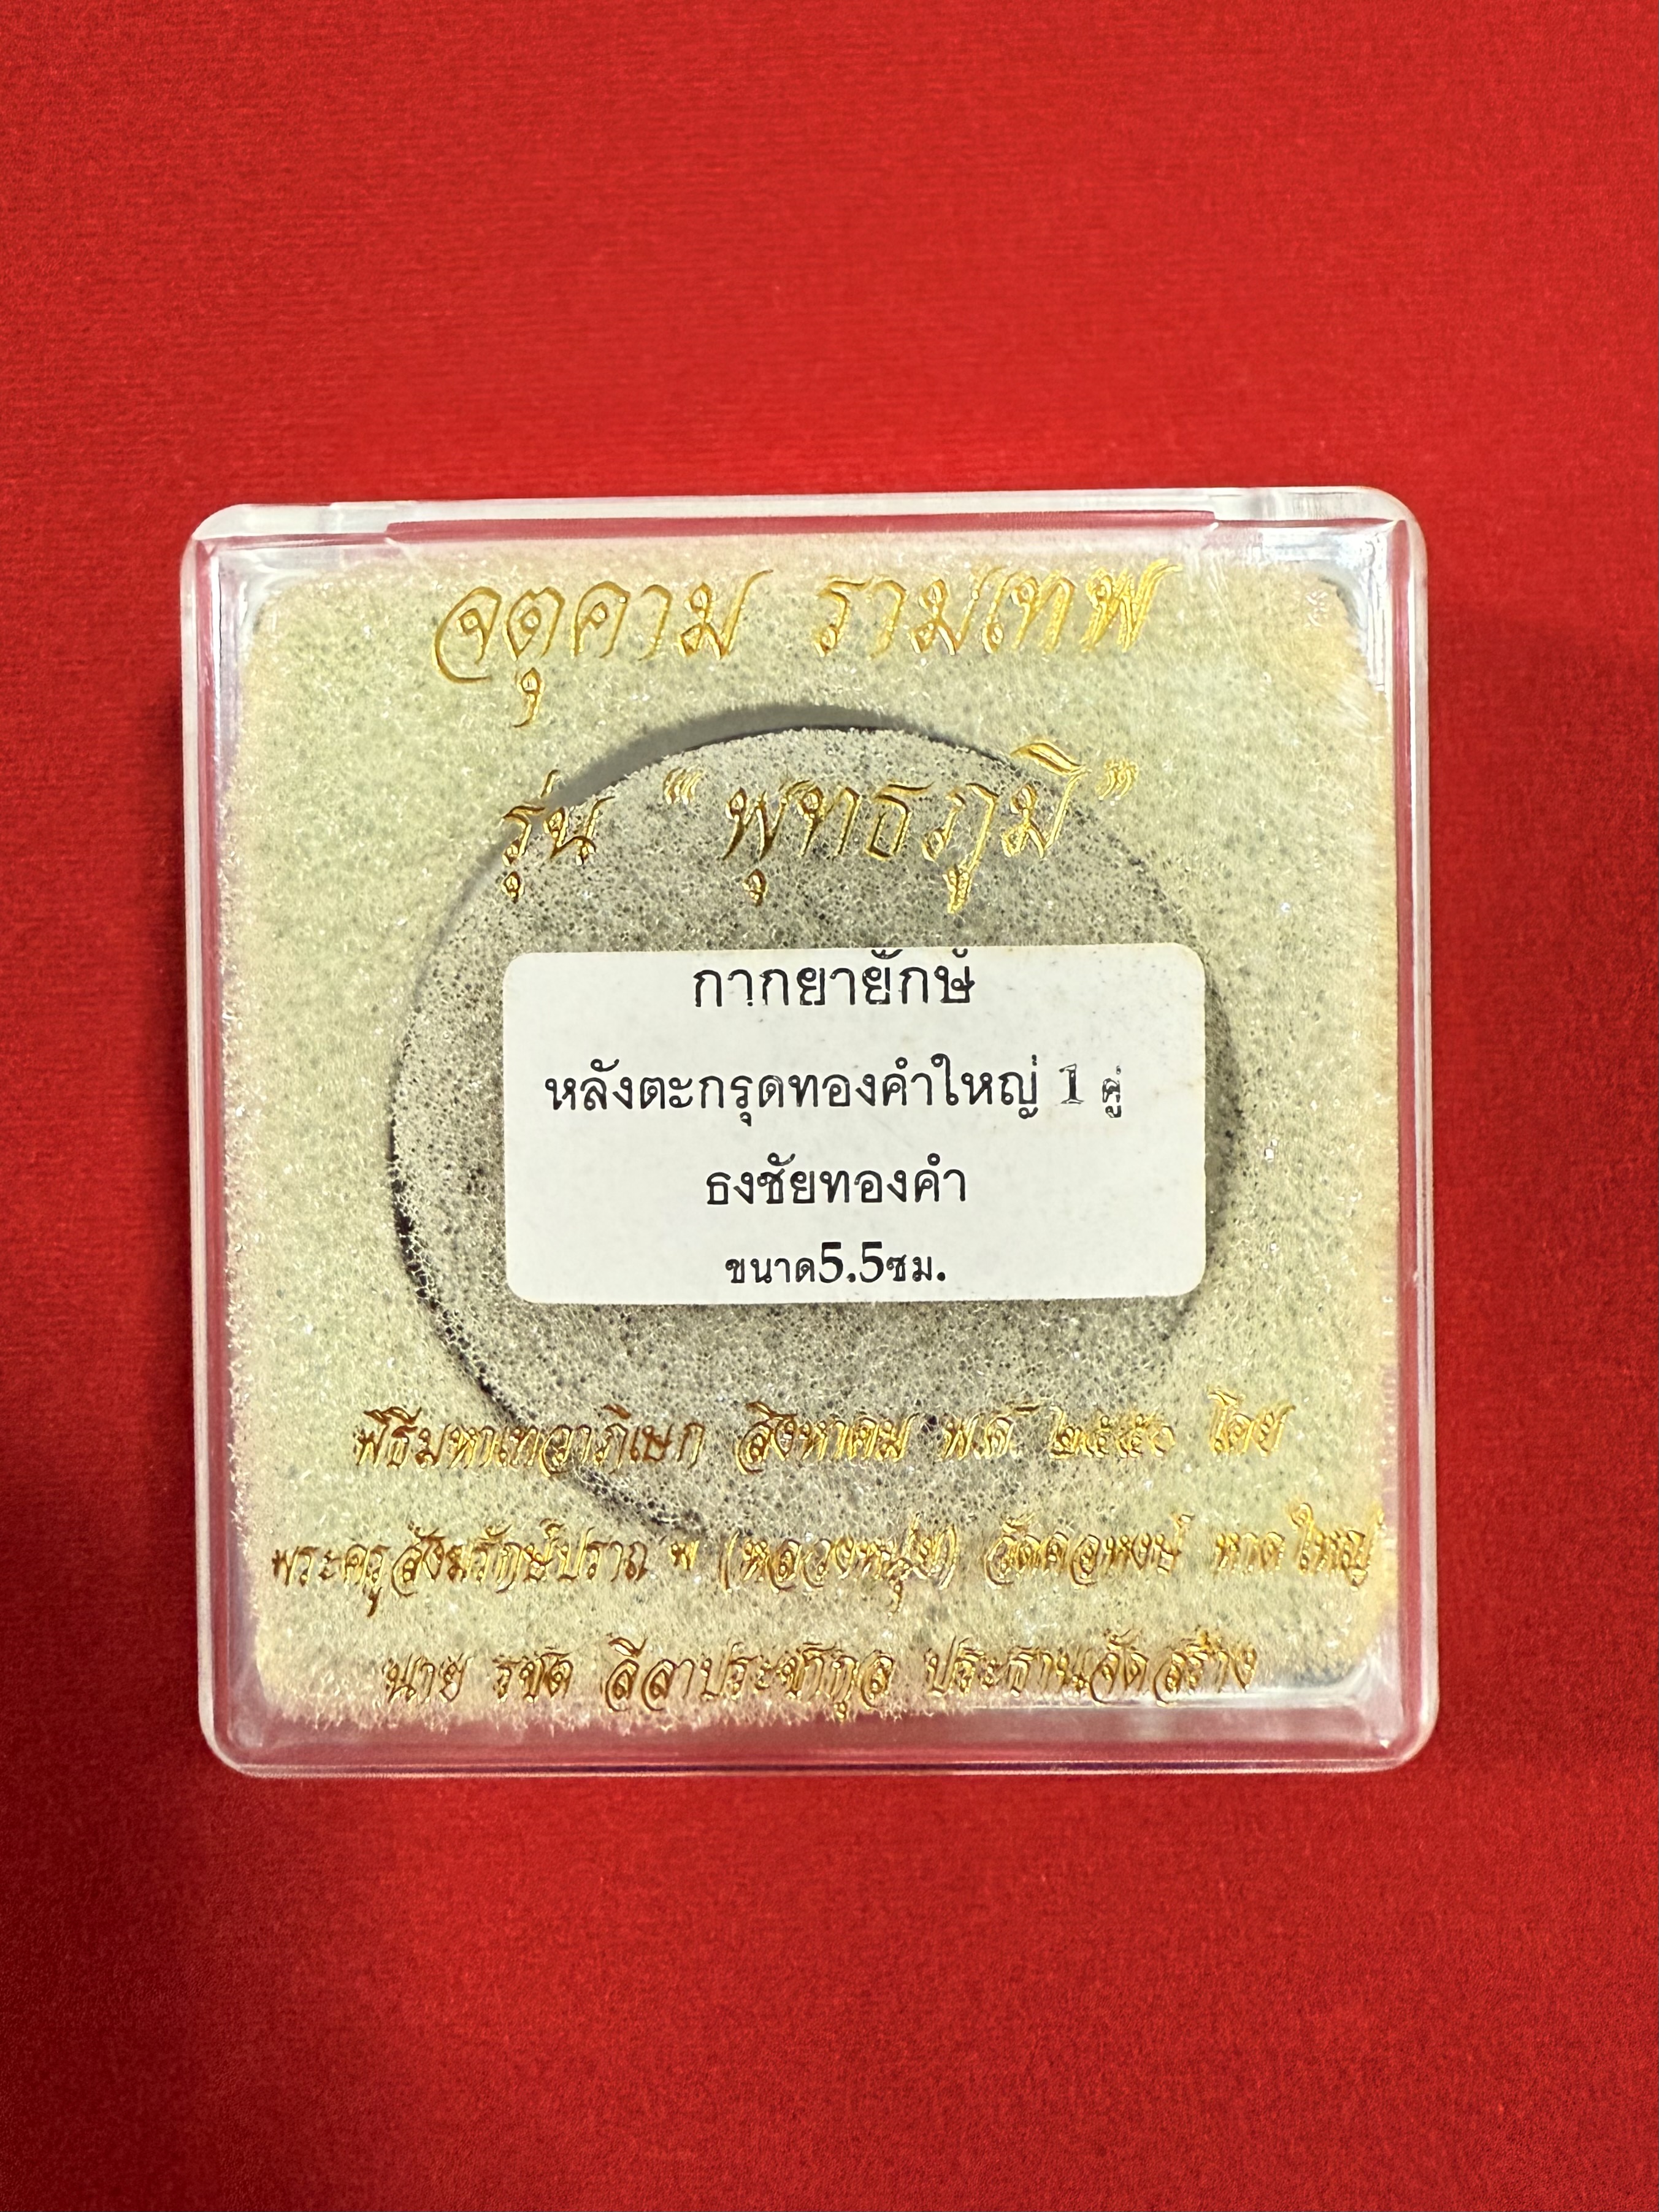 จตุคาม รามเทพ
รุ่น “พุทธภูมิ”
กากยายักษ์
หลังตะกรุดทองคำใหญ่ 1 คู่
ธงชัยทองคำ
ขนาด5.5ซม.
พิธีมหาเทวาภิเษก สิงหาคม พ.ศ. ๒๕๕๐ โดย
พระครูสังฆรักษ์ปราถ พ (หลวงหนุ่ย) วัดคอหงษ์ หาดใหญ่
นาย รชต ลีลาประชากุล ประธานจัดสร้าง